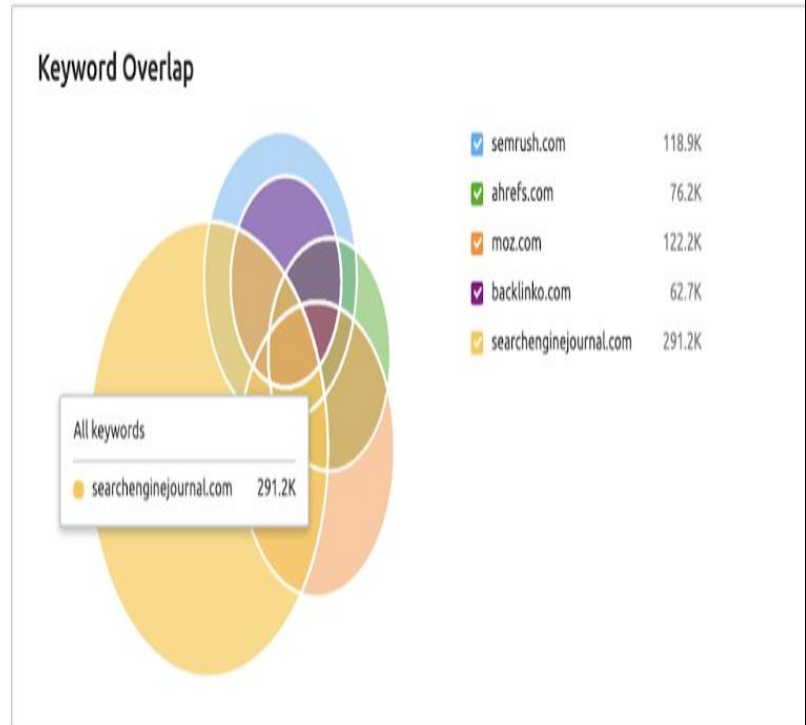 Keyword Overlap
semrush.com 118.9K
ahrefs.com 76.2K
moz.com 122.2K
backlinko.com 62.7K
searchenginejournal.com 291.2K
All keywords
searchenginejournal.com 291.2K